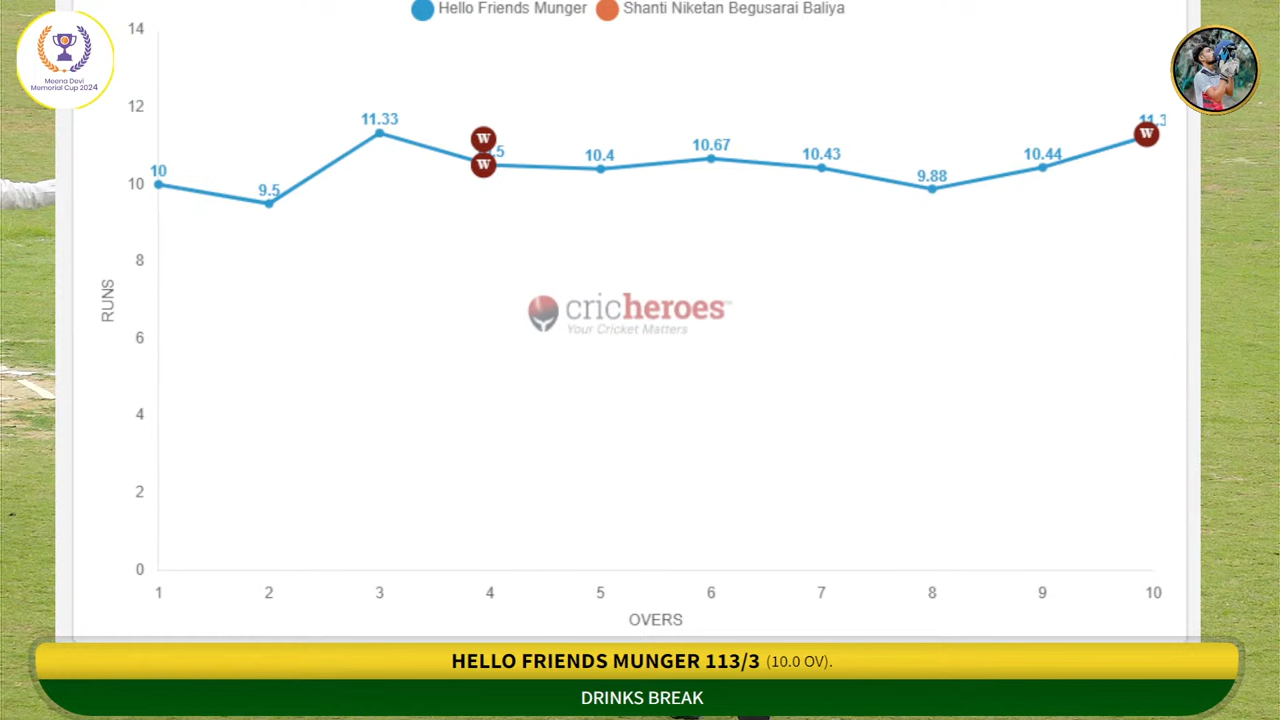 Hello Friends Munger Shanti Niketan Begusarai Baliya
Meena Devi
Memorial Cup 2024
14
12
10
8
6
4
2
0
RUNS
10
9.5
11.33
W
W
.5
10.4
10.67
10.43
9.88
10.44
11.3
W
cricheroes
Your Cricket Matters
1 2 3 4 5 6 7 8 9 10
OVERS
HELLO FRIENDS MUNGER 113/3 (10.0 OV).
DRINKS BREAK